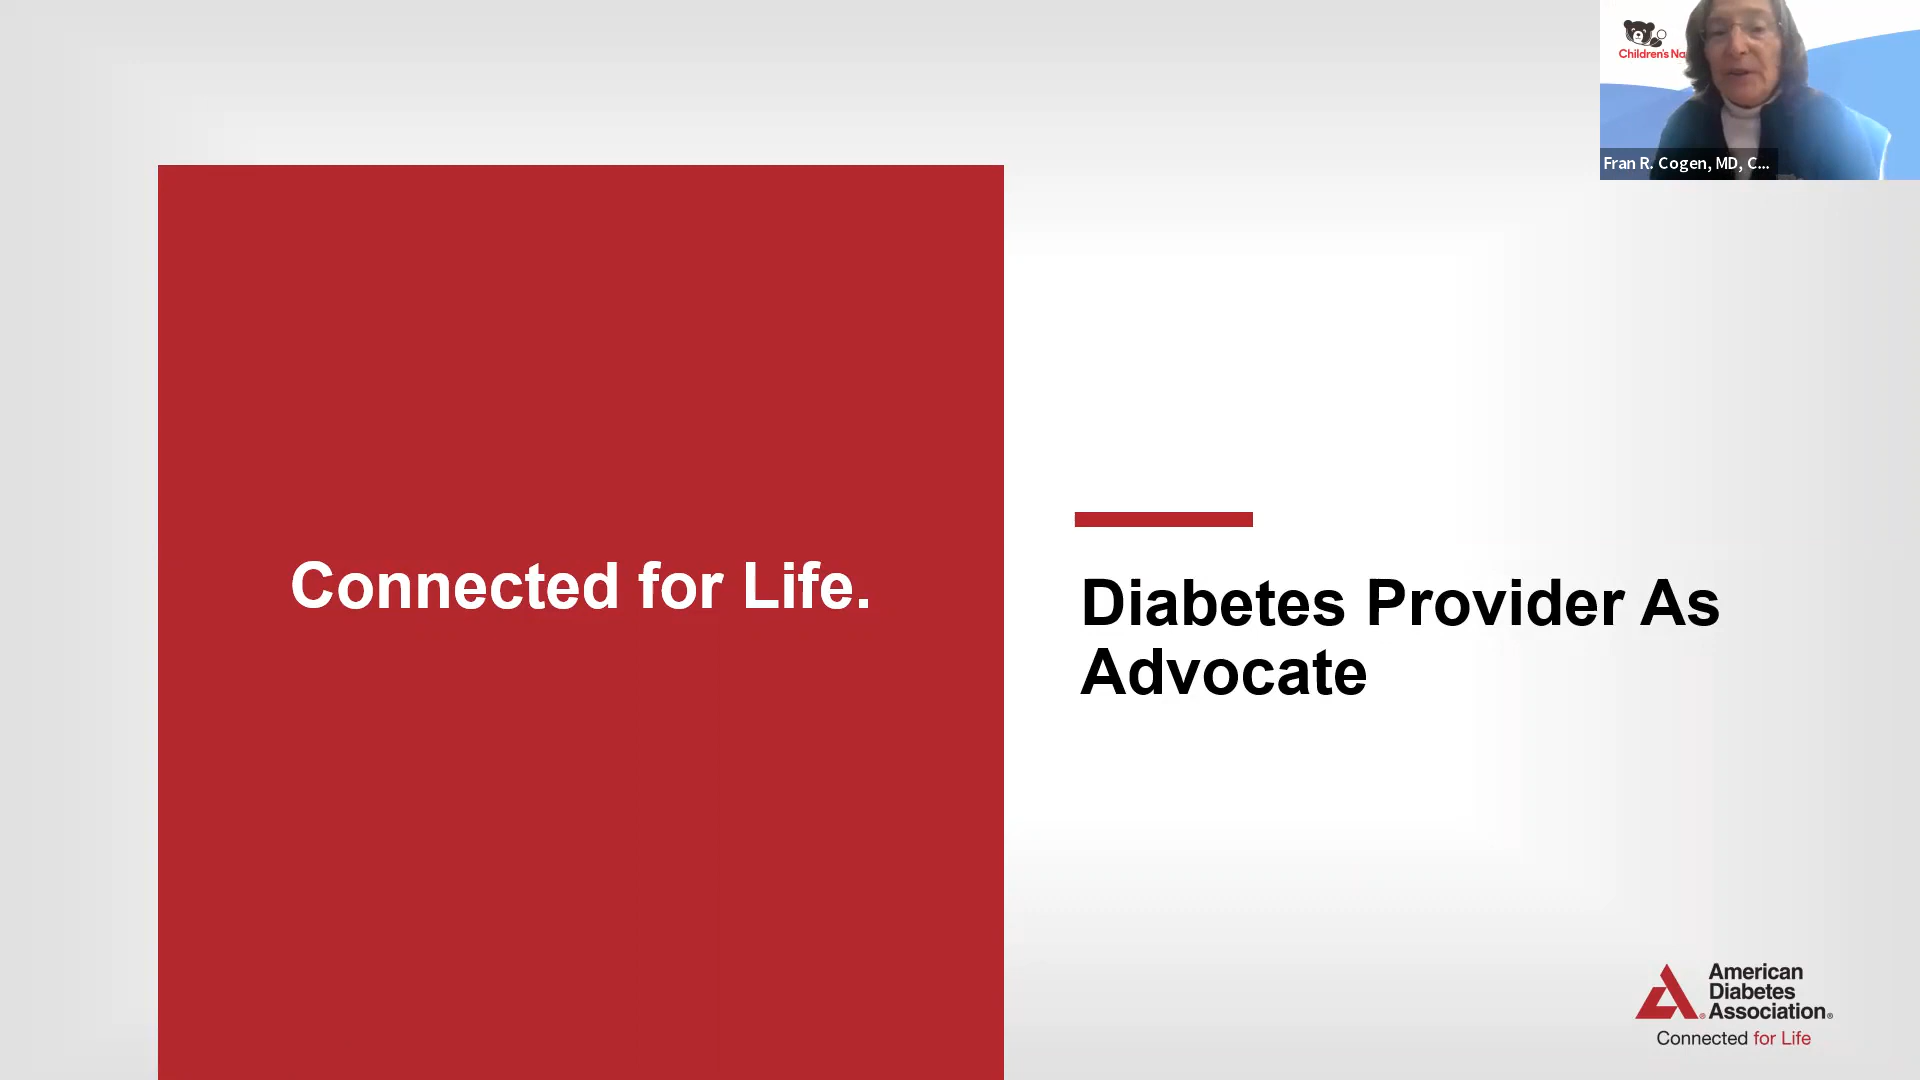 Children's Na
Fran R. Cogen, MD, C...
Connected for Life.
Diabetes Provider As
Advocate
American
Diabetes
Association®
Connected for Life